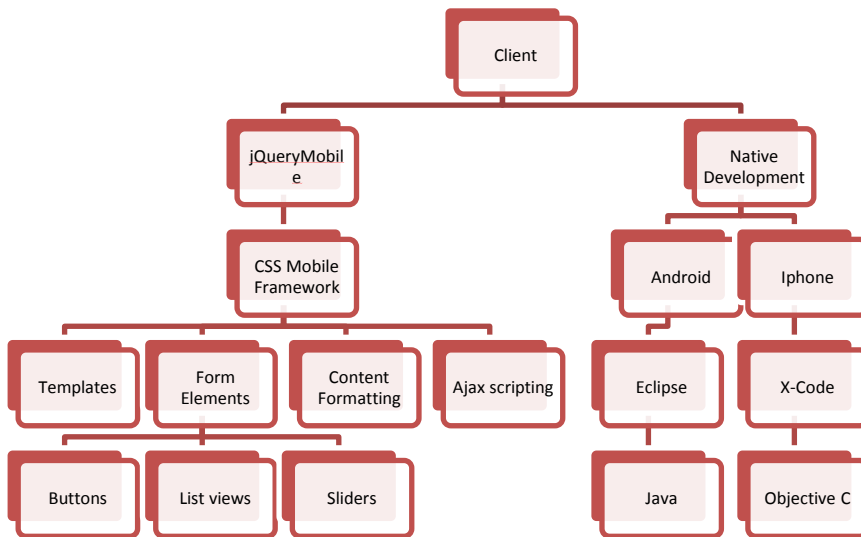 Client
jQueryMobil
e
Native
Development
CSS Mobile
Framework
Android
Iphone
Templates
Form
Elements
Content
Formatting
Ajax scripting
Eclipse
X-Code
Buttons
List views
Sliders
Java
Objective C